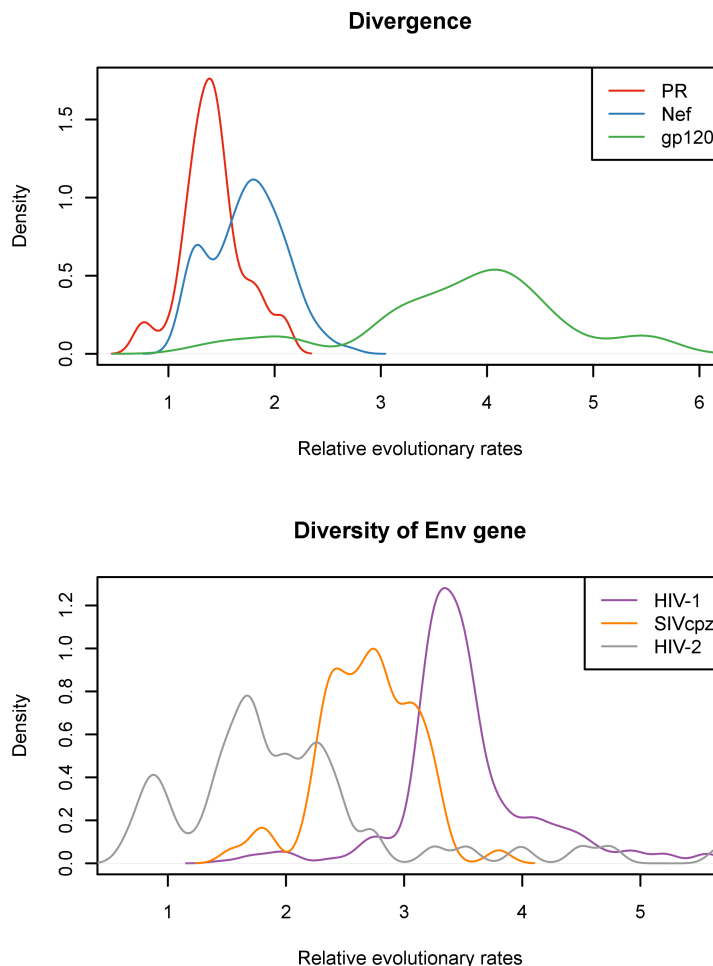 Divergence
PR
Nef
gp120
Density
0.0
0.5
1.0
1.5
1 2 3 4 5 6
Relative evolutionary rates
Diversity of Env gene
HIV-1
SIVcpz
HIV-2
Density
0.0
0.2
0.4
0.6
0.8
1.0
1.2
1 2 3 4 5
Relative evolutionary rates